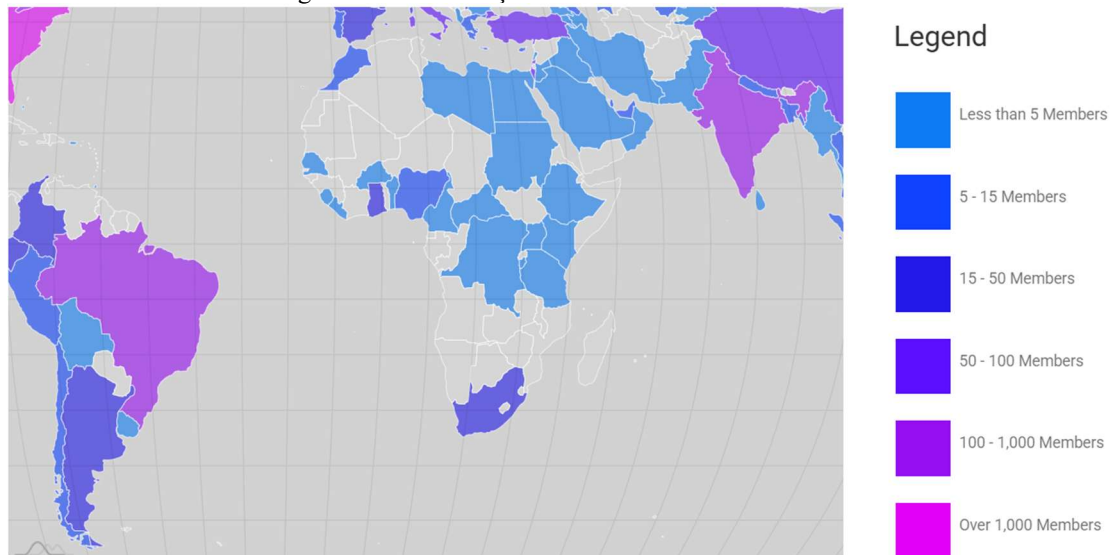 Legend
Less than 5 Members
5 - 15 Members
15 - 50 Members
50 - 100 Members
100 - 1,000 Members
Over 1,000 Members